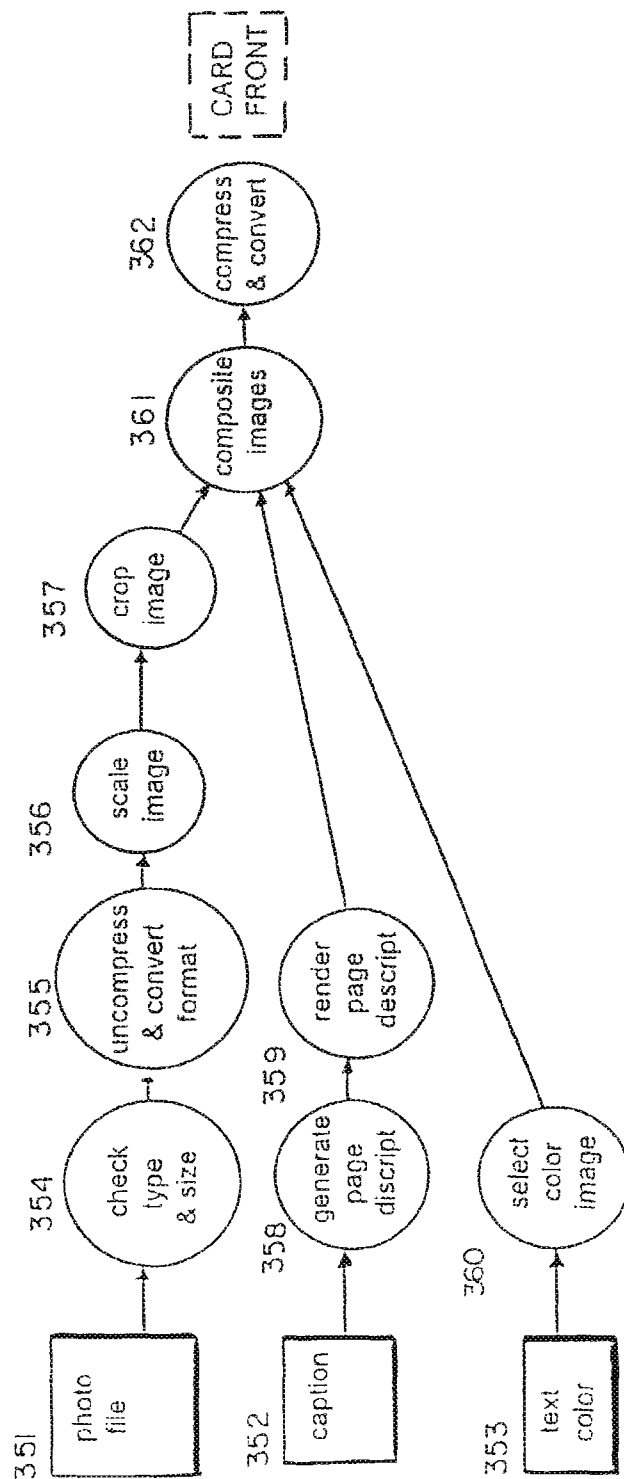 351
photo
file
354
check
type
& size
355
uncompress
& convert
format
356
scale
image
357
crop
image
352
caption
358
generate
page
discript
359
render
page
descript
353
text
color
360
select
color
image
361
composite
images
362
compress
& convert
CARD
FRONT